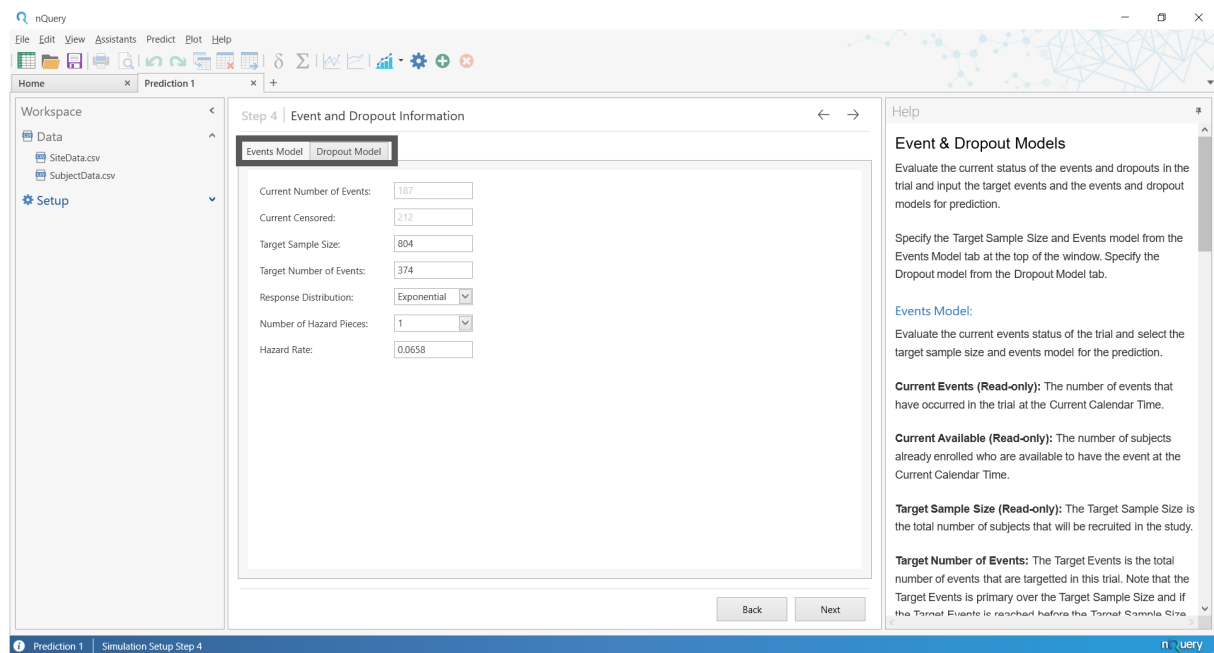 nQuery
File Edit View Assistants Predict Plot Help
Home Prediction 1
Workspace
Data
SiteData.csv
SubjectData.csv
Setup
Step 4 | Event and Dropout Information
Events Model Dropout Model
Current Number of Events: 187
Current Censored: 212
Target Sample Size: 804
Target Number of Events: 374
Response Distribution: Exponential
Number of Hazard Pieces: 1
Hazard Rate: 0.0658
Back Next
Help
Event & Dropout Models
Evaluate the current status of the events and dropouts in the
trial and input the target events and the events and dropout
models for prediction.
Specify the Target Sample Size and Events model from the
Events Model tab at the top of the window. Specify the
Dropout model from the Dropout Model tab.
Events Model:
Evaluate the current events status of the trial and select the
target sample size and events model for the prediction.
Current Events (Read-only): The number of events that
have occurred in the trial at the Current Calendar Time.
Current Available (Read-only): The number of subjects
already enrolled who are available to have the event at the
Current Calendar Time.
Target Sample Size (Read-only): The Target Sample Size is
the total number of subjects that will be recruited in the study.
Target Number of Events: The Target Events is the total
number of events that are targetted in this trial. Note that the
Target Events is primary over the Target Sample Size and if
the Target Events is reached before the Target Sample Size
Prediction 1 | Simulation Setup Step 4
nQuery